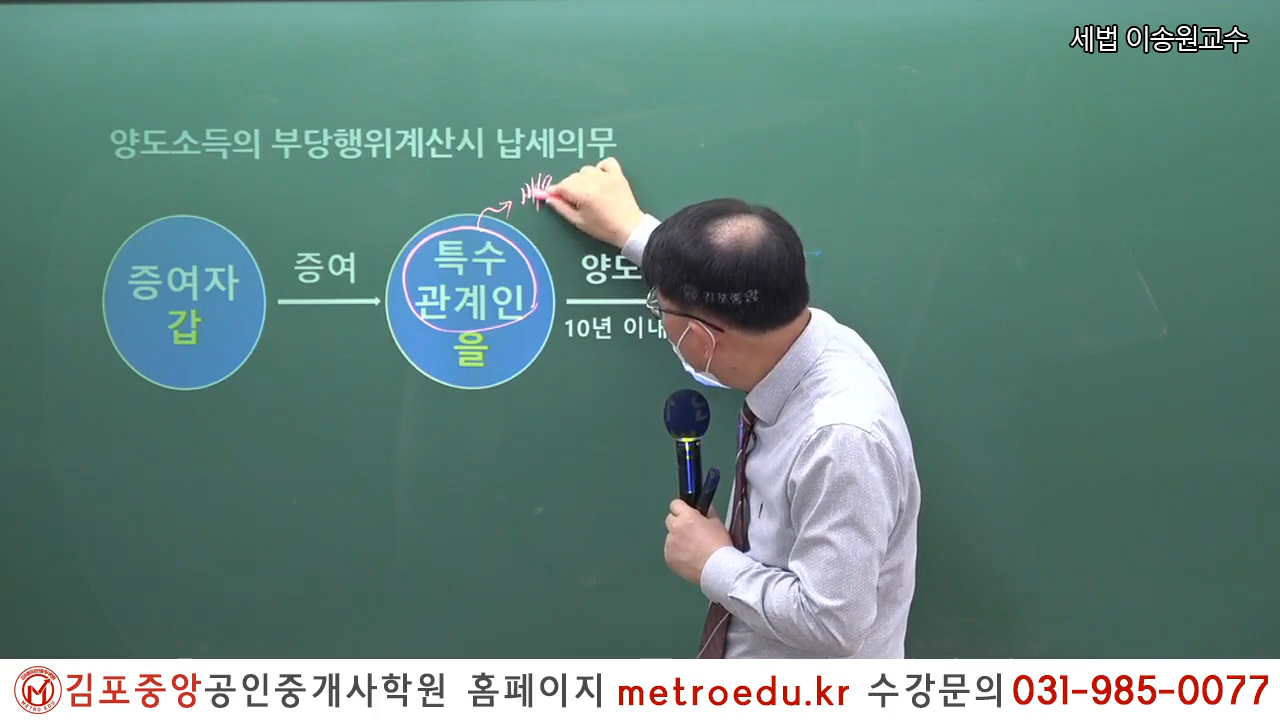 세법 이송원교수
양도소득의 부당행위계산시 납세의무
증여자
갑
증여
특수
관계인
을
양도
10년 이내
METRO EDU
김포중앙공인중개사학원 홈페이지 metroedu.kr 수강문의 031-985-0077